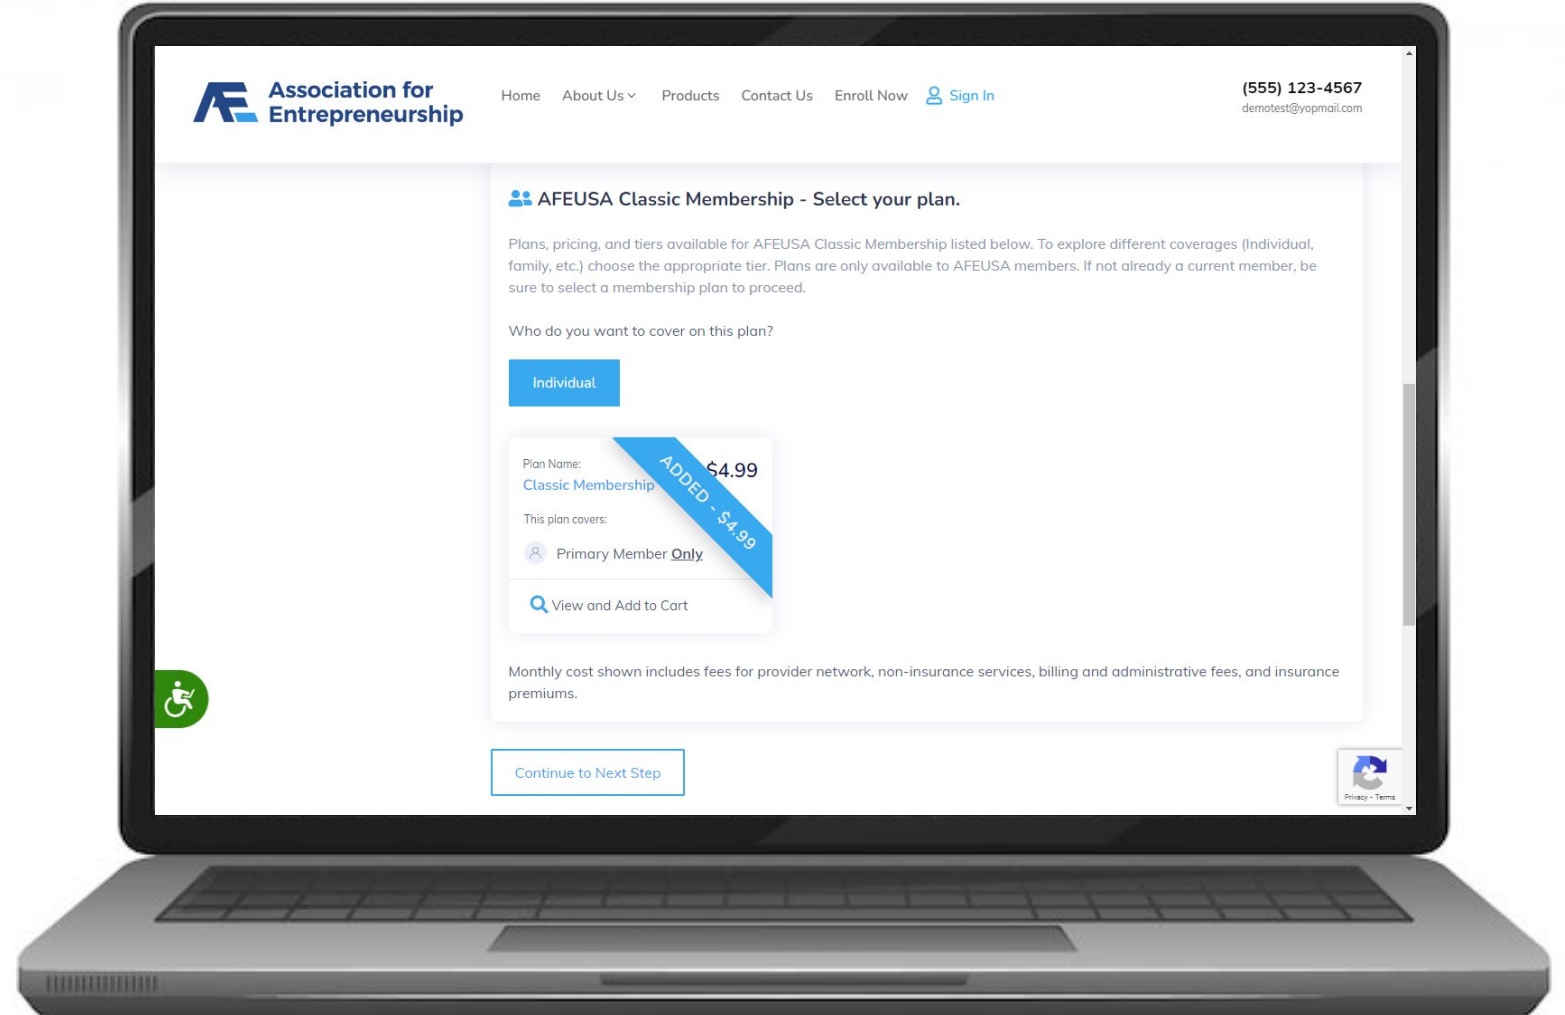 Association for
Entrepreneurship
Home About Us Products Contact Us Enroll Now Sign In
(555) 123-4567
demotest@yopmail.com
AFEUSA Classic Membership - Select your plan.
Plans, pricing, and tiers available for AFEUSA Classic Membership listed below. To explore different coverages (Individual,
family, etc.) choose the appropriate tier. Plans are only available to AFEUSA members. If not already a current member, be
sure to select a membership plan to proceed.
Who do you want to cover on this plan?
Individual
Plan Name:
$4.99
Classic Membership
ADDED - $4.99
This plan covers:
Primary Member Only
View and Add to Cart
Monthly cost shown includes fees for provider network, non-insurance services, billing and administrative fees, and insurance
premiums.
Continue to Next Step
Privacy - Terms